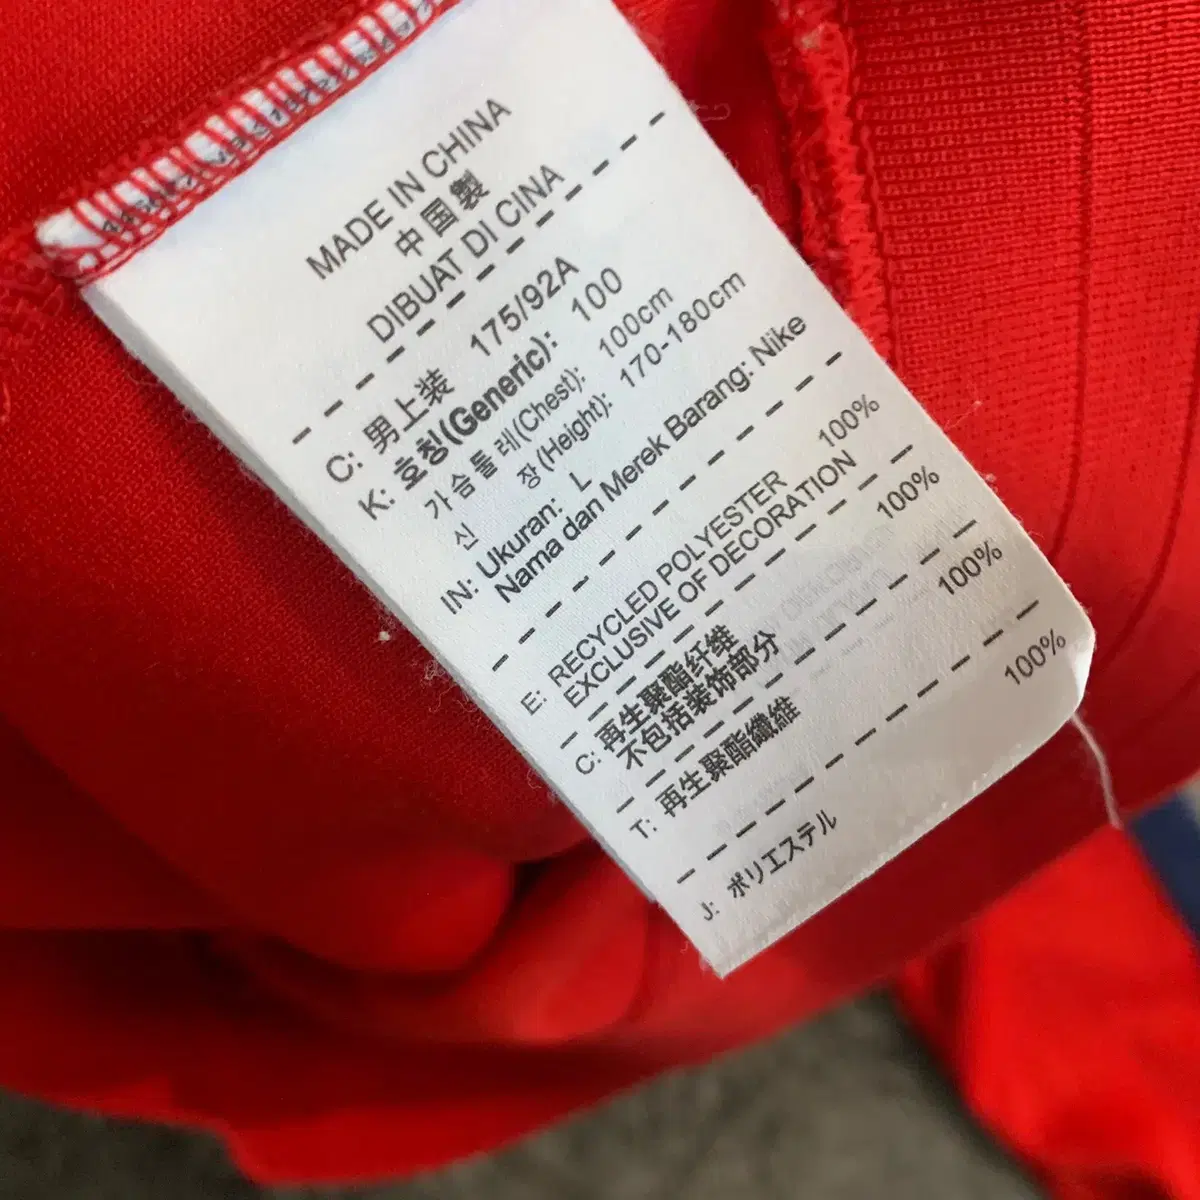 MADE IN CHINA
中国製
DIBUAT DI CINA
C: 男上装 175/92A
K: 호칭(Generic): 100
가슴둘레(Chest): 100cm
신 장(Height): 170-180cm
IN: Ukuran: L
Nama dan Merek Barang: Nike
E: RECYCLED POLYESTER 100%
EXCLUSIVE OF DECORATION
C: 再生聚酯纤维 100%
不包括装饰部分
T: 再生聚酯纖維 100%
J: ポリエステル 100%